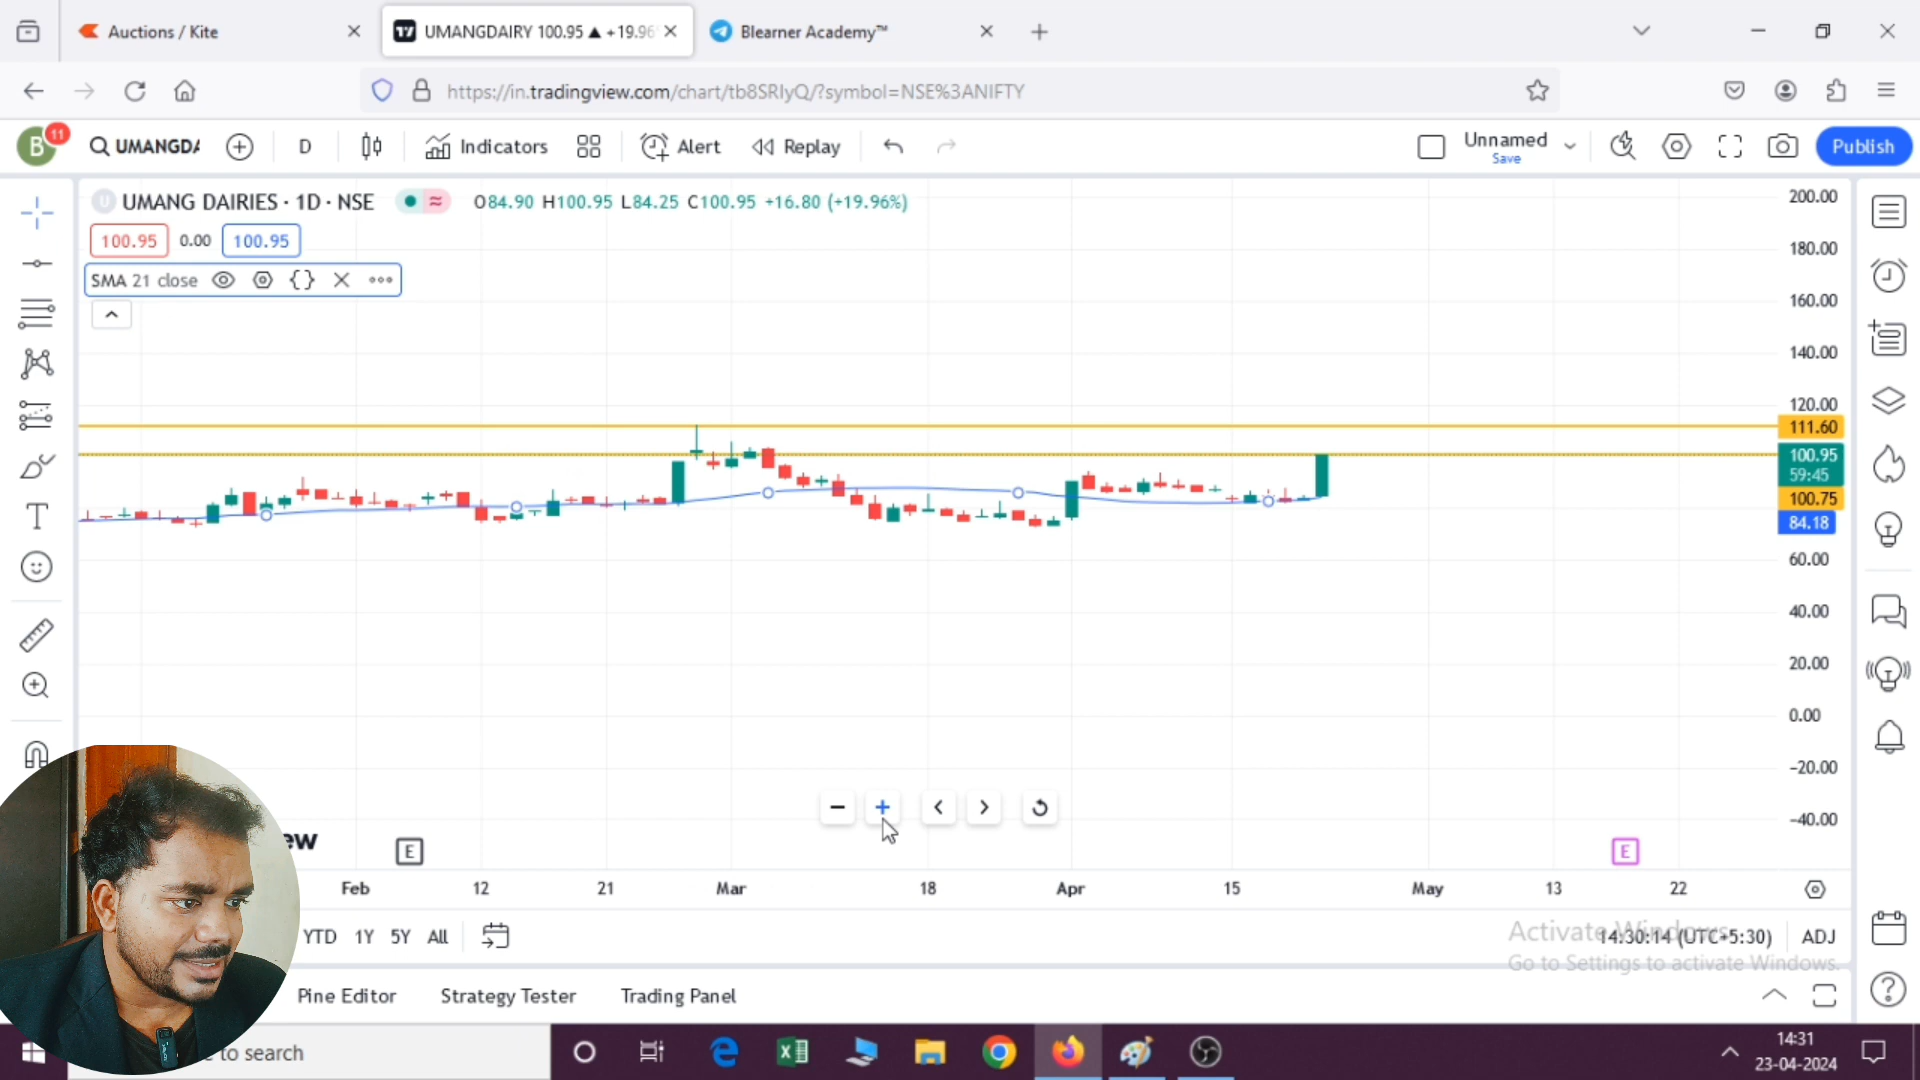 Auctions / Kite
UMANGDAIRY 100.95 ▲ +19.96
Blearner Academy™
https://in.tradingview.com/chart/tb8SRIyQ/?symbol=NSE%3ANIFTY
B
11
UMANGDA
D
Indicators
Alert
Replay
Unnamed
Save
Publish
U
UMANG DAIRIES · 1D · NSE
O84.90 H100.95 L84.25 C100.95 +16.80 (+19.96%)
100.95
0.00
100.95
SMA 21 close
200.00
180.00
160.00
140.00
120.00
111.60
100.95
59:45
100.75
84.18
60.00
40.00
20.00
0.00
−20.00
−40.00
ew
E
E
Feb
12
21
Mar
18
Apr
15
May
13
22
YTD
1Y
5Y
All
14:30:14 (UTC+5:30)
ADJ
Activate Windows
Go to Settings to activate Windows.
Pine Editor
Strategy Tester
Trading Panel
to search
14:31
23-04-2024